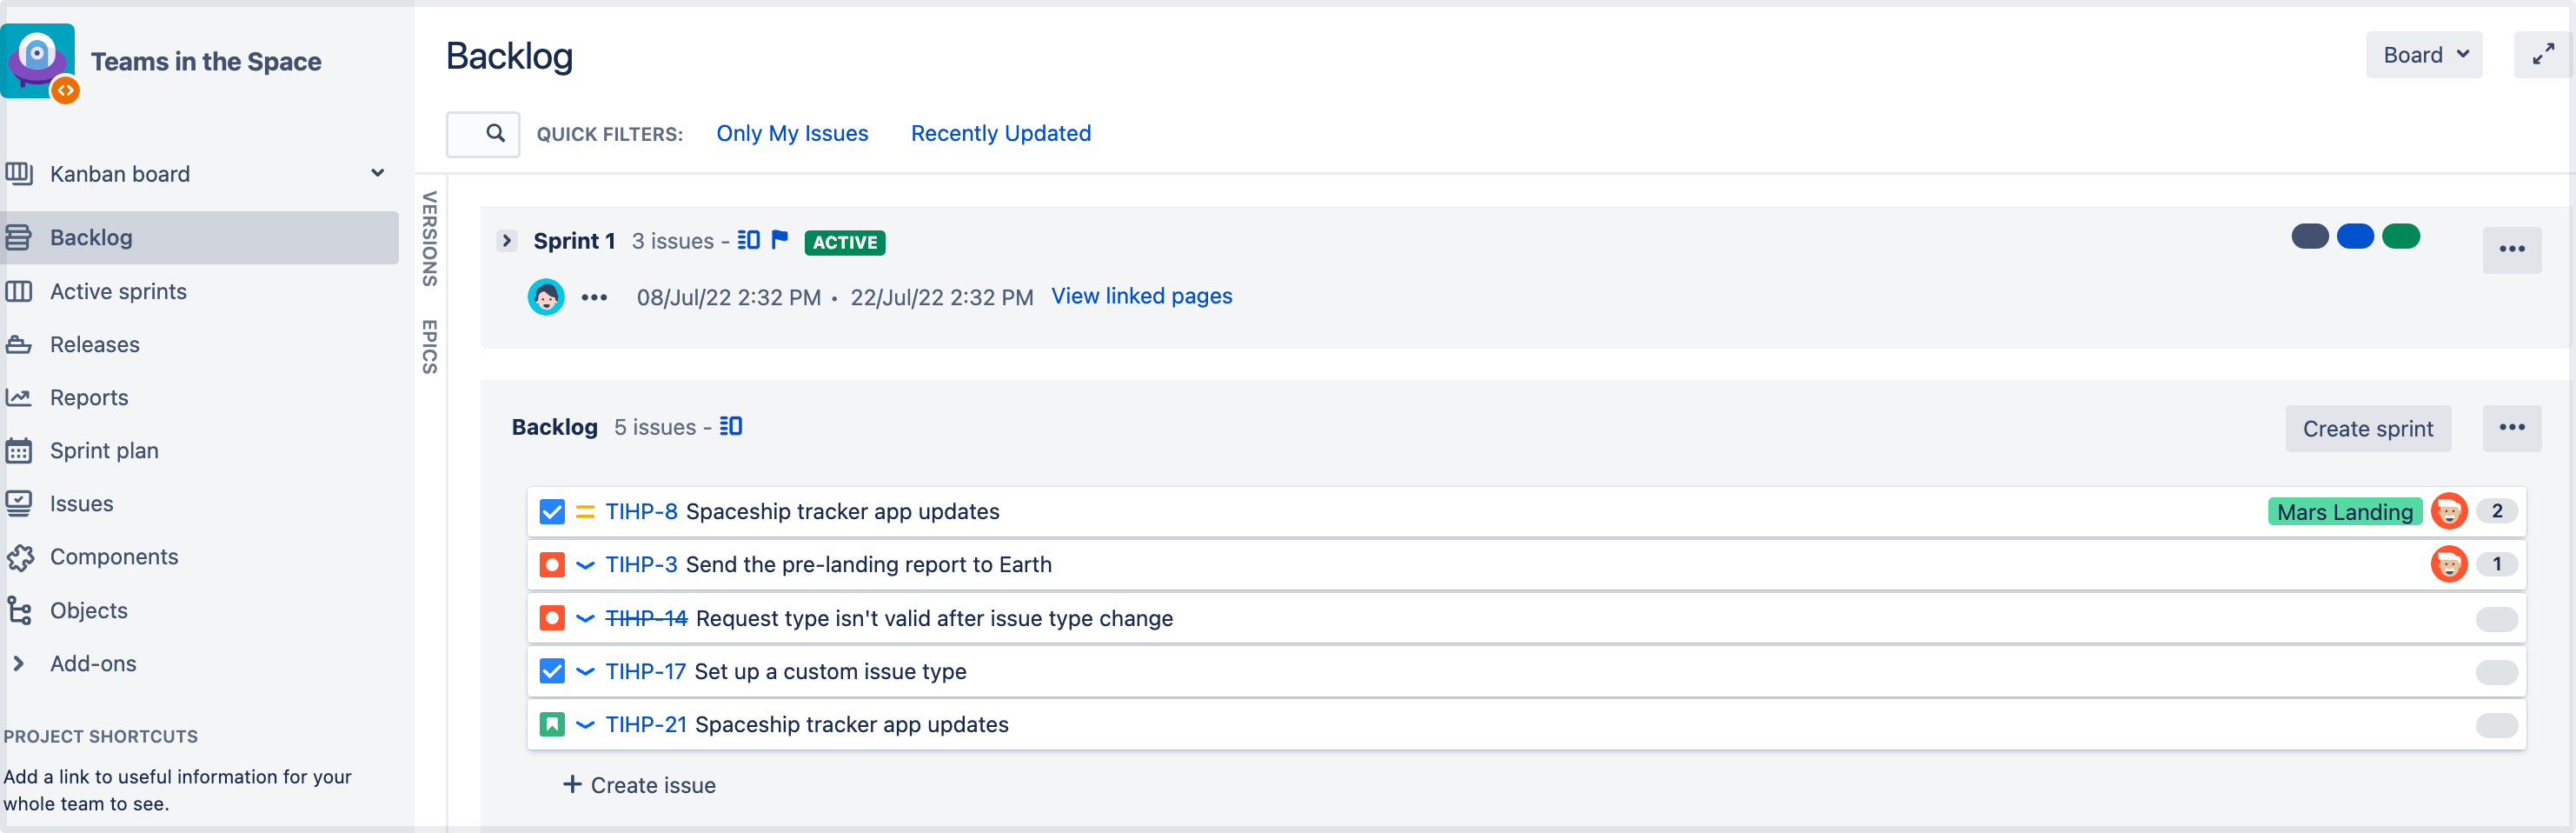 Teams in the Space
Kanban board
Backlog
Active sprints
Releases
Reports
Sprint plan
Issues
Components
Objects
Add-ons
PROJECT SHORTCUTS
Add a link to useful information for your
whole team to see.
Backlog
Board
QUICK FILTERS: Only My Issues Recently Updated
VERSIONS
EPICS
Sprint 1 3 issues - ACTIVE
08/Jul/22 2:32 PM • 22/Jul/22 2:32 PM View linked pages
Backlog 5 issues - Create sprint
TIHP-8 Spaceship tracker app updates Mars Landing 2
TIHP-3 Send the pre-landing report to Earth 1
TIHP-14 Request type isn't valid after issue type change
TIHP-17 Set up a custom issue type
TIHP-21 Spaceship tracker app updates
+ Create issue